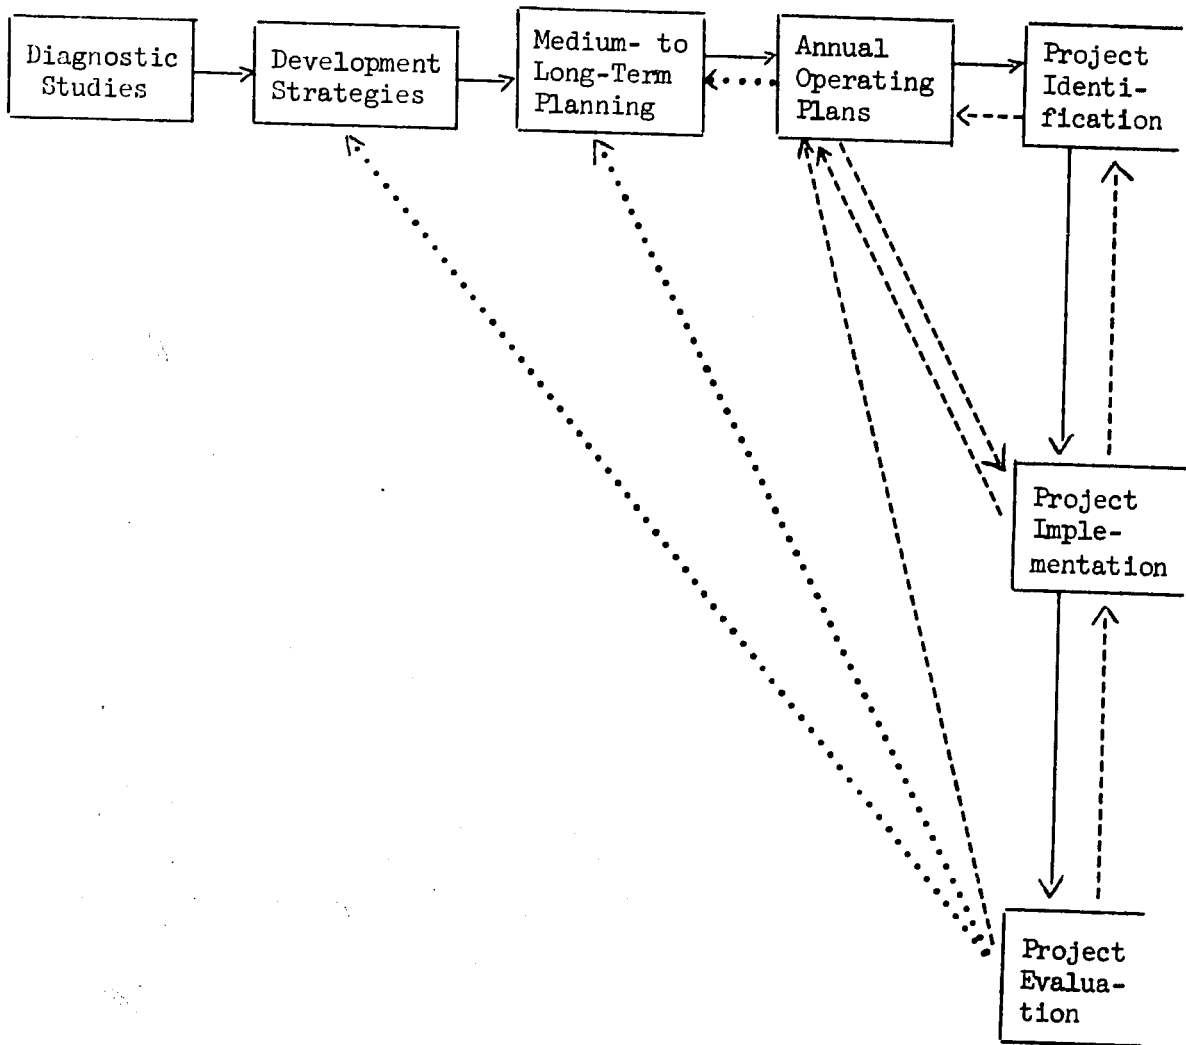 Diagnostic
Studies
Development
Strategies
Medium- to
Long-Term
Planning
Annual
Operating
Plans
Project
Identi-
fication
Project
Imple-
mentation
Project
Evalua-
tion